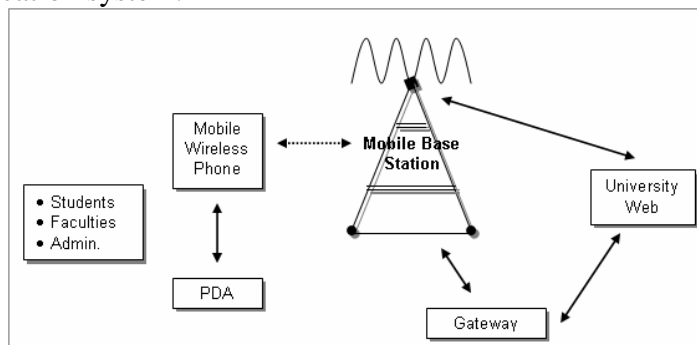 Mobile
Wireless
Phone
Mobile Base
Station
University
Web
• Students
• Faculties
• Admin.
PDA
Gateway